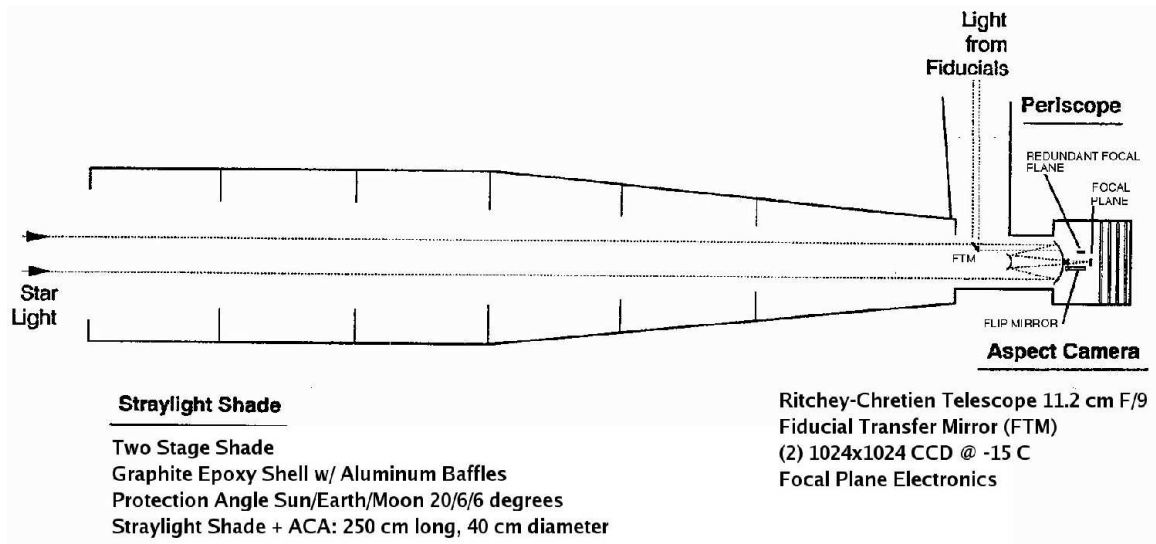 Light
from
Fiducials
Periscope
REDUNDANT FOCAL
PLANE
FOCAL
PLANE
FTM
Star
Light
FLIP MIRROR
Aspect Camera
Straylight Shade
Two Stage Shade
Graphite Epoxy Shell w/ Aluminum Baffles
Protection Angle Sun/Earth/Moon 20/6/6 degrees
Straylight Shade + ACA: 250 cm long, 40 cm diameter
Ritchey-Chretien Telescope 11.2 cm F/9
Fiducial Transfer Mirror (FTM)
(2) 1024x1024 CCD @ -15 C
Focal Plane Electronics